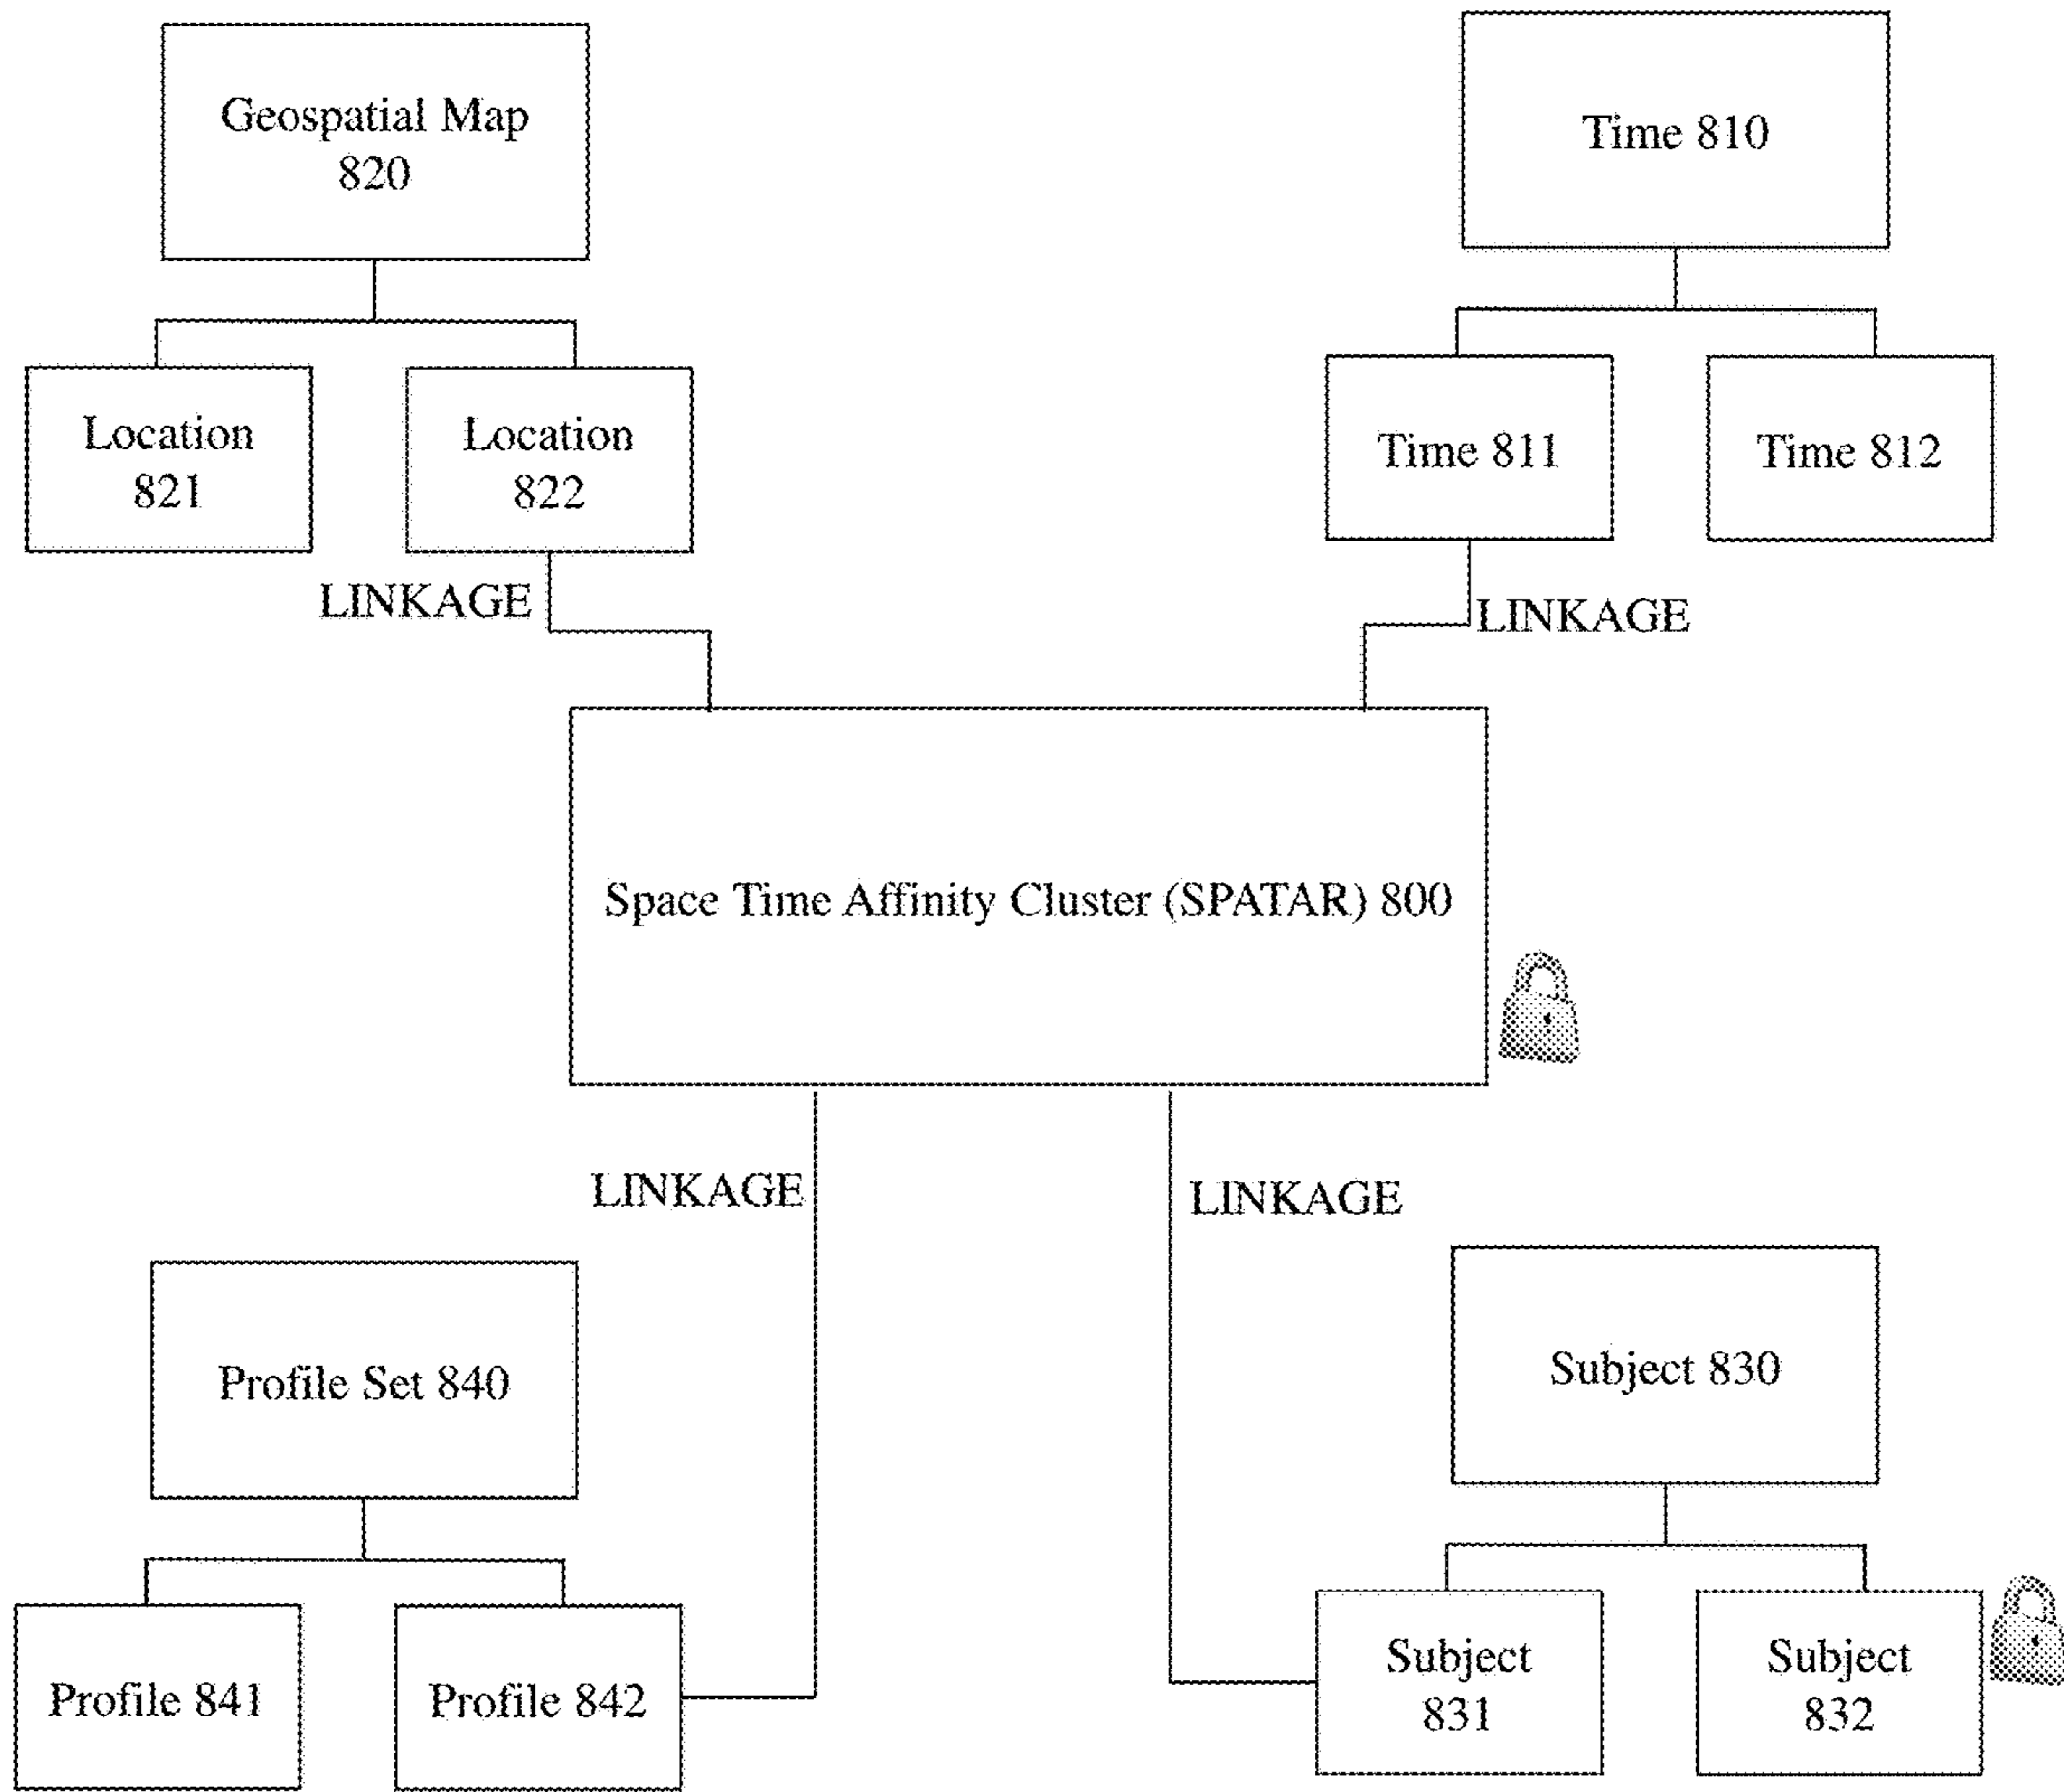 Geospatial Map
820
Time 810
Location
821
Location
822
Time 811
Time 812
LINKAGE
LINKAGE
Space Time Affinity Cluster (SPATAR) 800
LINKAGE
LINKAGE
Profile Set 840
Subject 830
Profile 841
Profile 842
Subject
831
Subject
832